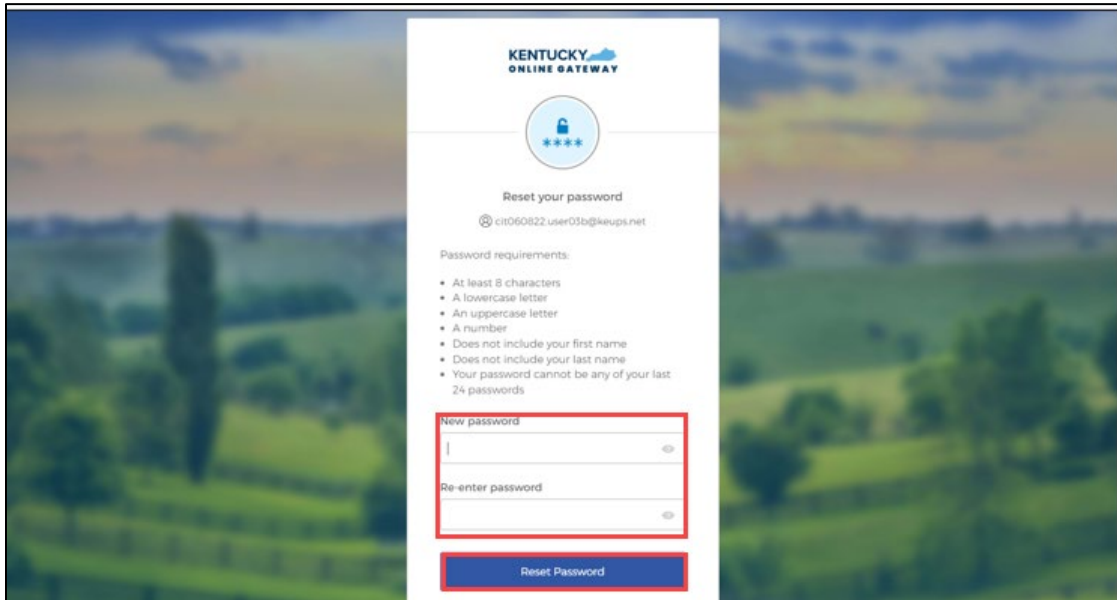 KENTUCKY
ONLINE GATEWAY
****
Reset your password
cit060822.user03b@keups.net
Password requirements:
• At least 8 characters
• A lowercase letter
• An uppercase letter
• A number
• Does not include your first name
• Does not include your last name
• Your password cannot be any of your last
24 passwords
New password
Re-enter password
Reset Password